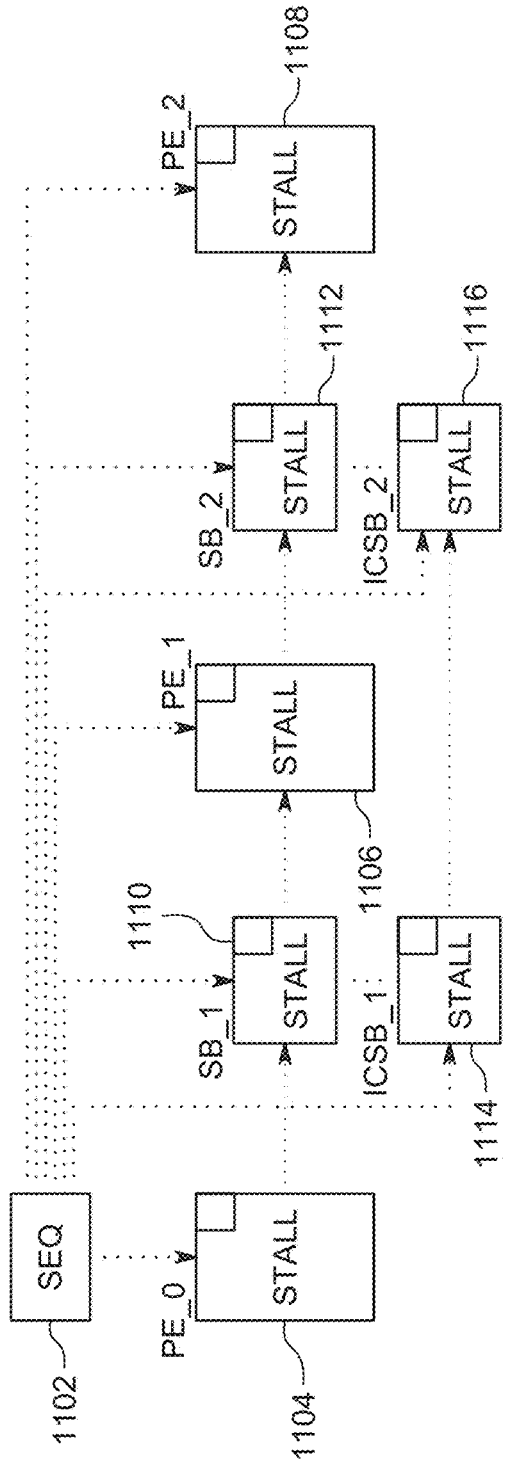 SEQ
1102
PE_0
STALL
1104
SB_1
1110
STALL
ICSB_1
STALL
1114
PE_1
STALL
1106
SB_2
STALL
1112
ICSB_2
STALL
1116
PE_2
STALL
1108